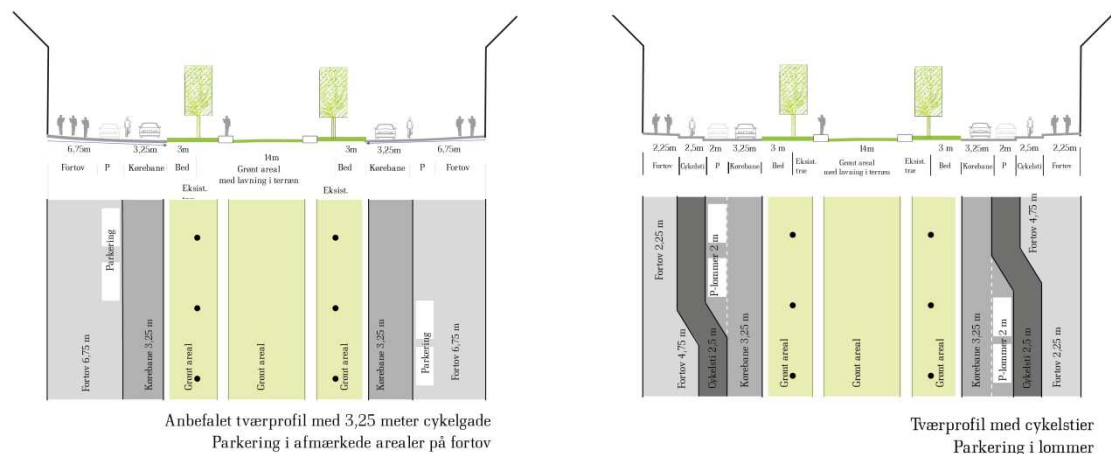 6,75m 3,25m 3m 3m 3,25m 6,75m
14m
Fortov P Kørebane Bed Grønt areal Bed Kørebane P Fortov
med lavning i terræn
Eksist. Eksist.
Parkering
Fortov 6,75 m
Kørebane 3,25 m
Grønt areal
Grønt areal
Grønt areal
Kørebane 3,25 m
Parkering
Fortov 6,75 m
Anbefalet tværprofil med 3,25 meter cykelgade
Parkering i afmærkede arealer på fortov
2,25m 2,5m 2m 3,25m 3 m 14m 3 m 3,25m 2m 2,5m 2,25m
Fortov Cykelsti P Kørebane Bed Eksist. træ Grønt areal Eksist. træ Bed Kørebane P Cykelsti Fortov
med lavning i terræn
Fortov 2,25 m
Fortov 4,75 m
P-lommer 2 m
Cykelsti 2,5 m
Kørebane 3,25 m
Grønt areal
Grønt areal
Grønt areal
Kørebane 3,25 m
P-lommer 2 m
Cykelsti 2,5 m
Fortov 4,75 m
Fortov 2,25 m
Tværprofil med cykelstier
Parkering i lommer